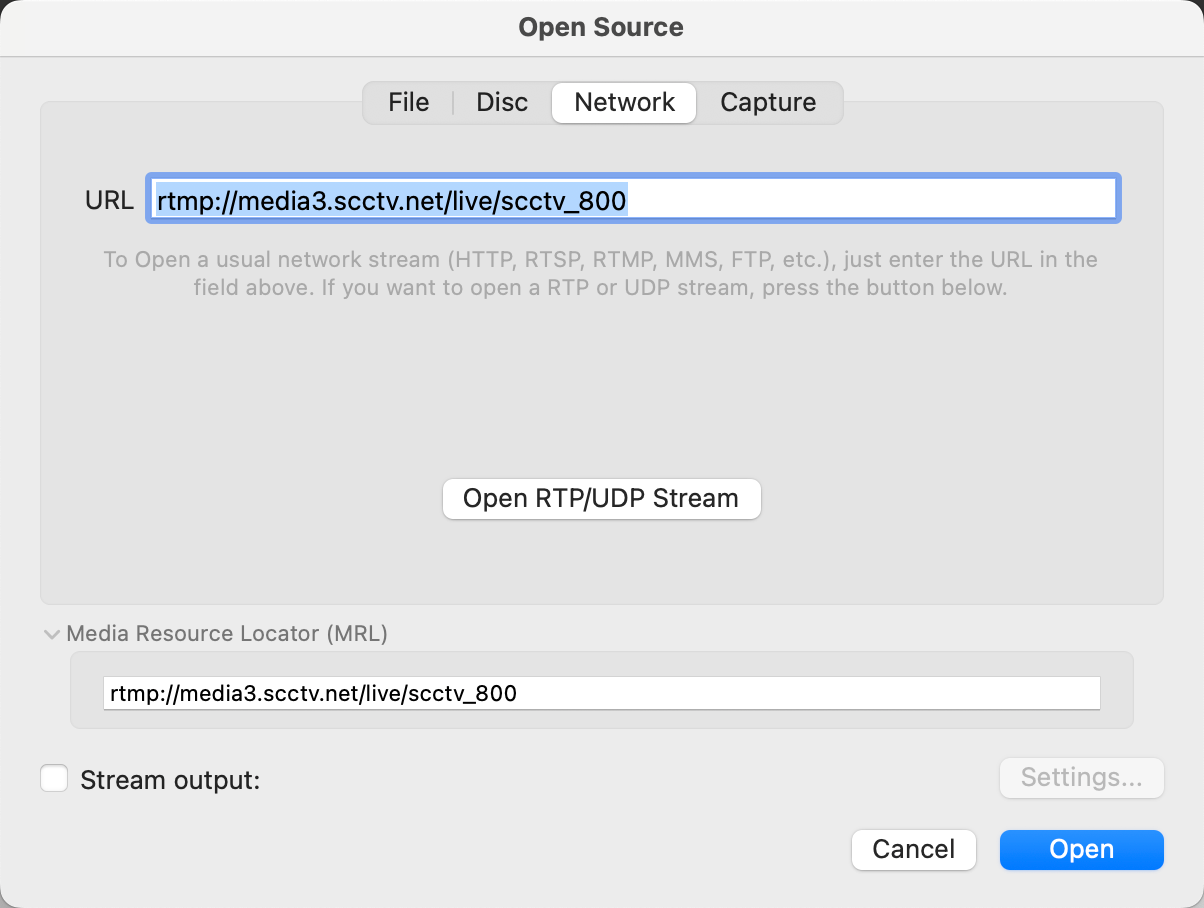 Open Source
File
Disc
Network
Capture
URL
rtmp://media3.scctv.net/live/scctv_800
To Open a usual network stream (HTTP, RTSP, RTMP, MMS, FTP, etc.), just enter the URL in the
field above. If you want to open a RTP or UDP stream, press the button below.
Open RTP/UDP Stream
Media Resource Locator (MRL)
rtmp://media3.scctv.net/live/scctv_800
Stream output:
Settings...
Cancel
Open